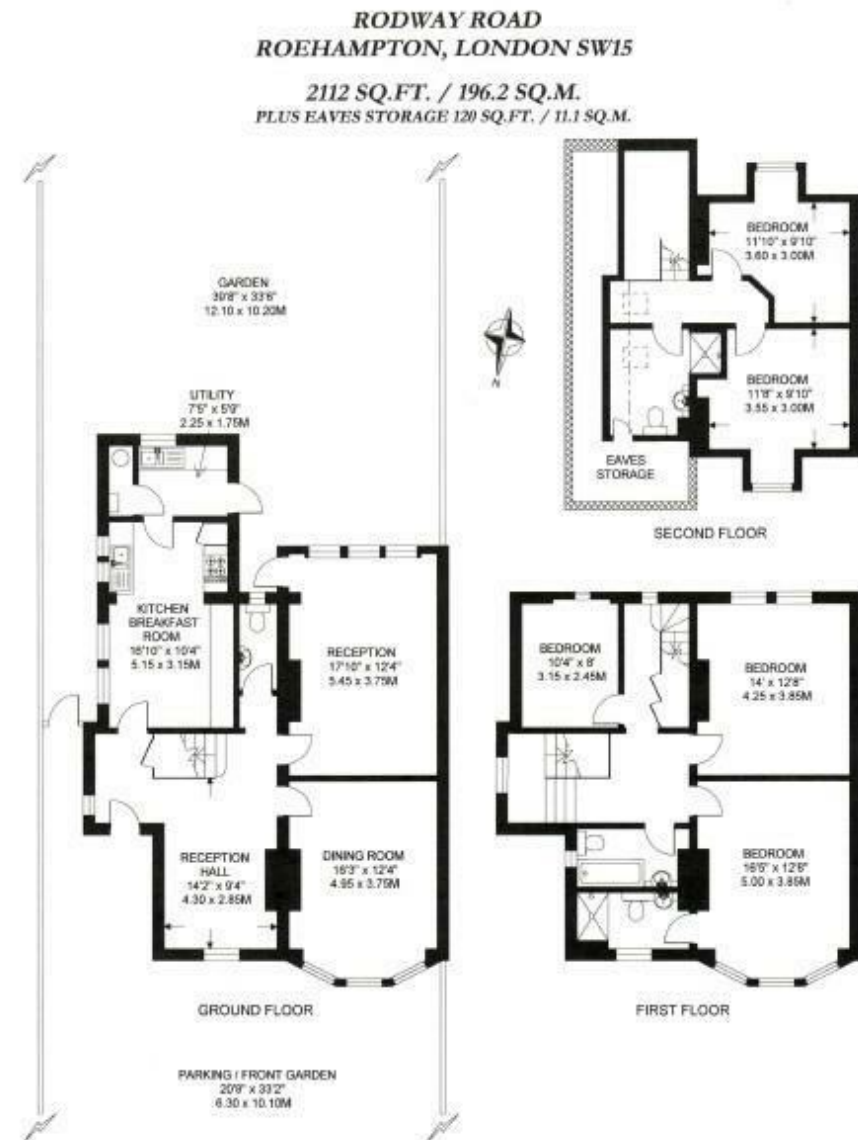 RODWAY ROAD
ROEHAMPTON, LONDON SW15
2112 SQ.FT. / 196.2 SQ.M.
PLUS EAVES STORAGE 120 SQ.FT. / 11.1 SQ.M.
GARDEN
39'8" x 33'6"
12.10 x 10.20M
UTILITY
7'5" x 5'9"
2.25 x 1.75M
KITCHEN
BREAKFAST
ROOM
16'10" x 10'4"
5.15 x 3.15M
RECEPTION
17'10" x 12'4"
5.45 x 3.75M
RECEPTION
HALL
14'2" x 9'4"
4.30 x 2.85M
DINING ROOM
16'3" x 12'4"
4.95 x 3.75M
GROUND FLOOR
PARKING / FRONT GARDEN
20'9" x 33'2"
6.30 x 10.10M
N
BEDROOM
11'10" x 9'10"
3.60 x 3.00M
BEDROOM
11'8" x 9'10"
3.55 x 3.00M
EAVES
STORAGE
SECOND FLOOR
BEDROOM
10'4" x 8'
3.15 x 2.45M
BEDROOM
14' x 12'8"
4.25 x 3.85M
BEDROOM
16'5" x 12'8"
5.00 x 3.85M
FIRST FLOOR